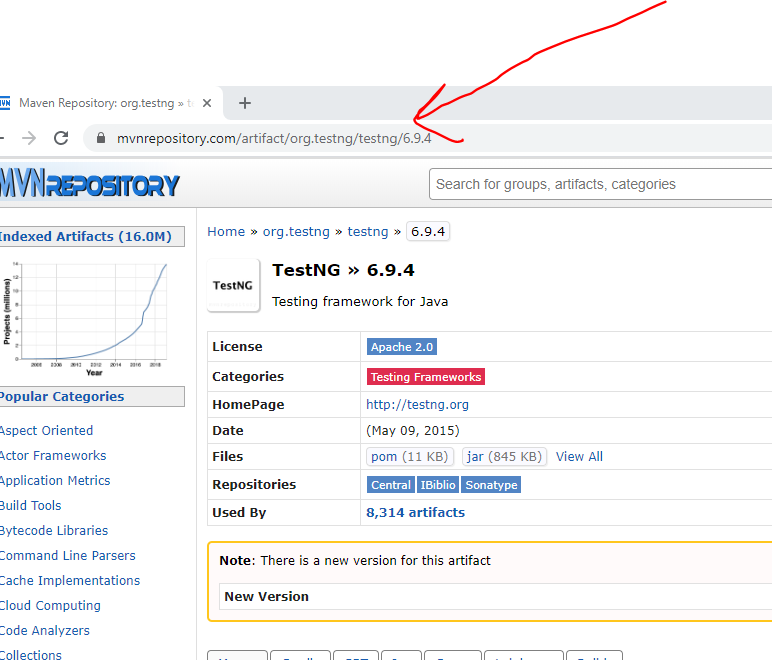 Maven Repository: org.testng »
mvnrepository.com/artifact/org.testng/testng/6.9.4
MVNREPOSITORY
Search for groups, artifacts, categories
Indexed Artifacts (16.0M)
Projects (millions)
Year
Popular Categories
Aspect Oriented
Actor Frameworks
Application Metrics
Build Tools
Bytecode Libraries
Command Line Parsers
Cache Implementations
Cloud Computing
Code Analyzers
Collections
Home » org.testng » testng » 6.9.4
TestNG
TestNG » 6.9.4
Testing framework for Java
License Apache 2.0
Categories Testing Frameworks
HomePage http://testng.org
Date (May 09, 2015)
Files pom (11 KB) jar (845 KB) View All
Repositories Central IBiblio Sonatype
Used By 8,314 artifacts
Note: There is a new version for this artifact
New Version